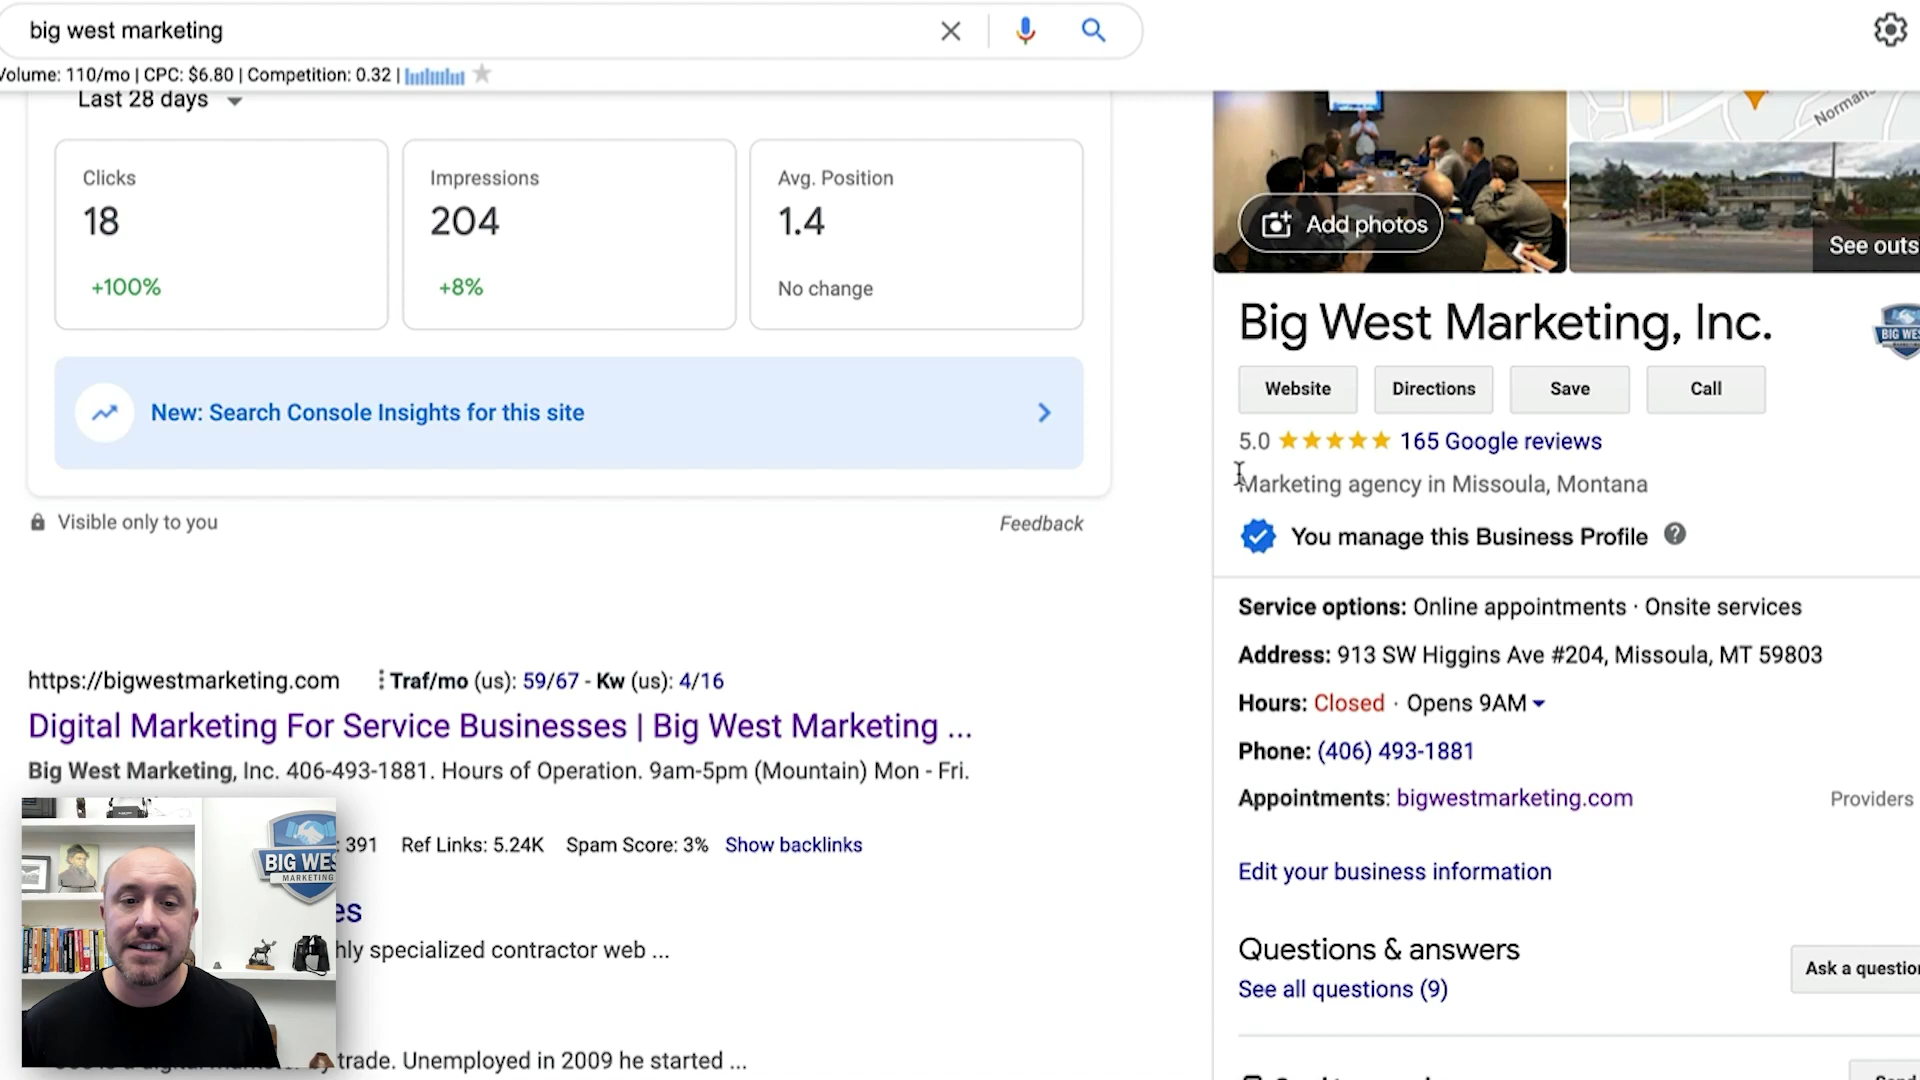 big west marketing
Volume: 110/mo | CPC: $6.80 | Competition: 0.32 |
Last 28 days
Clicks
18
+100%
Impressions
204
+8%
Avg. Position
1.4
No change
New: Search Console Insights for this site
Visible only to you
Feedback
https://bigwestmarketing.com
Traf/mo (us): 59/67 - Kw (us): 4/16
Digital Marketing For Service Businesses | Big West Marketing ...
Big West Marketing, Inc. 406-493-1881. Hours of Operation. 9am-5pm (Mountain) Mon - Fri.
: 391 Ref Links: 5.24K Spam Score: 3% Show backlinks
es
hly specialized contractor web ...
trade. Unemployed in 2009 he started ...
BIG WES
MARKETING
Norman
Add photos
See outs
Big West Marketing, Inc.
BIG WES
Website
Directions
Save
Call
5.0 165 Google reviews
Marketing agency in Missoula, Montana
You manage this Business Profile
Service options: Online appointments · Onsite services
Address: 913 SW Higgins Ave #204, Missoula, MT 59803
Hours: Closed · Opens 9AM
Phone: (406) 493-1881
Appointments: bigwestmarketing.com
Providers
Edit your business information
Questions & answers
See all questions (9)
Ask a question